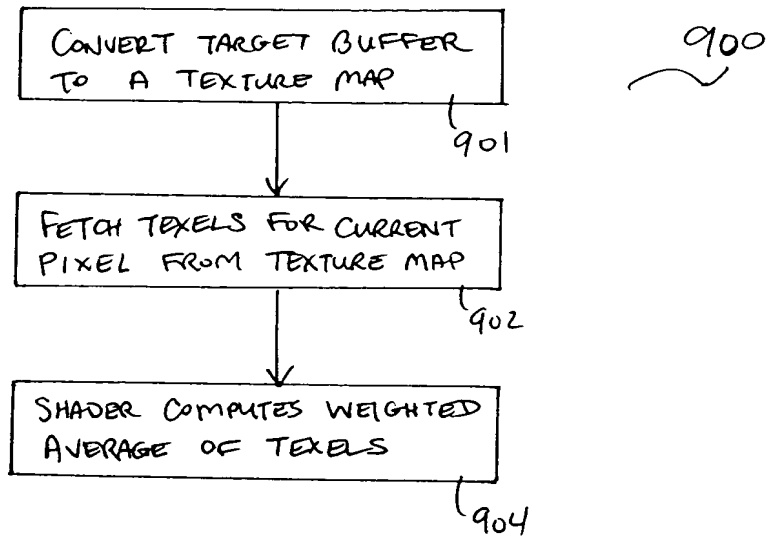 CONVERT TARGET BUFFER
TO A TEXTURE MAP
900
901
FETCH TEXELS FOR CURRENT
PIXEL FROM TEXTURE MAP
902
SHADER COMPUTES WEIGHTED
AVERAGE OF TEXELS
904